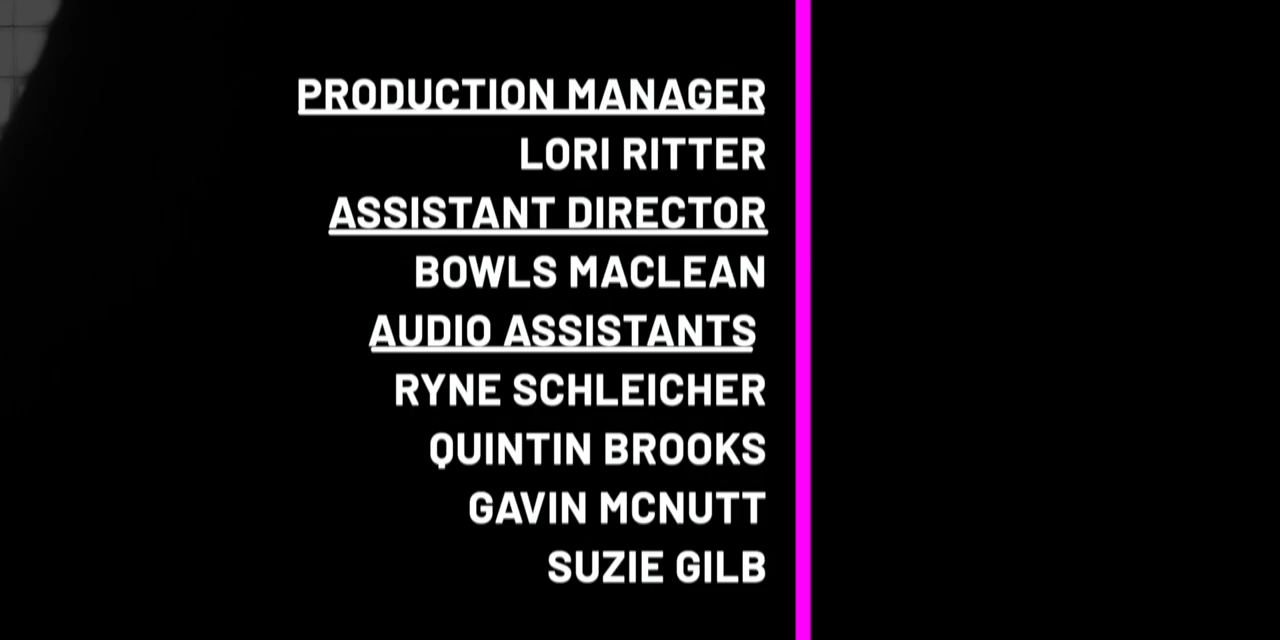 PRODUCTION MANAGER
LORI RITTER
ASSISTANT DIRECTOR
BOWLS MACLEAN
AUDIO ASSISTANTS
RYNE SCHLEICHER
QUINTIN BROOKS
GAVIN MCNUTT
SUZIE GILB